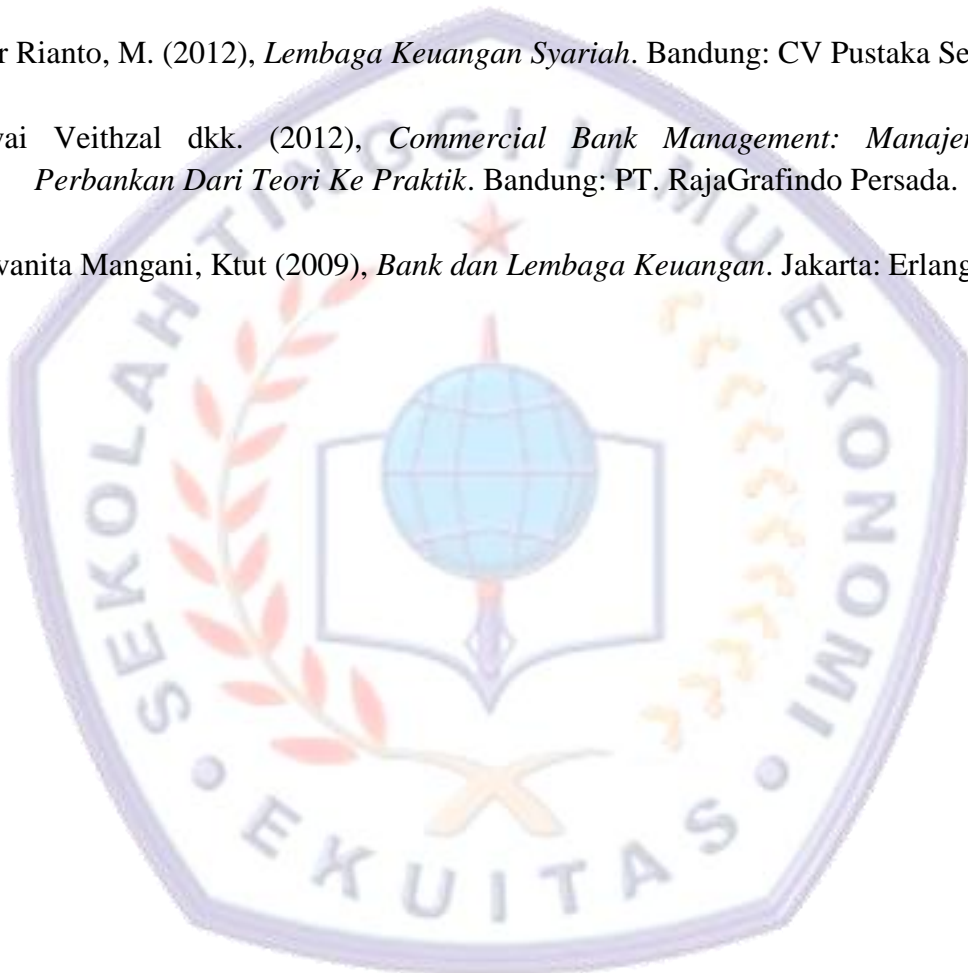 r Rianto, M. (2012), Lembaga Keuangan Syariah. Bandung: CV Pustaka Se
vai Veithzal dkk. (2012), Commercial Bank Management: Manajer
Perbankan Dari Teori Ke Praktik. Bandung: PT. RajaGrafindo Persada.
vanita Mangani, Ktut (2009), Bank dan Lembaga Keuangan. Jakarta: Erlang
SEKOLAH TINGGI ILMU EKONOMI
EKUITAS